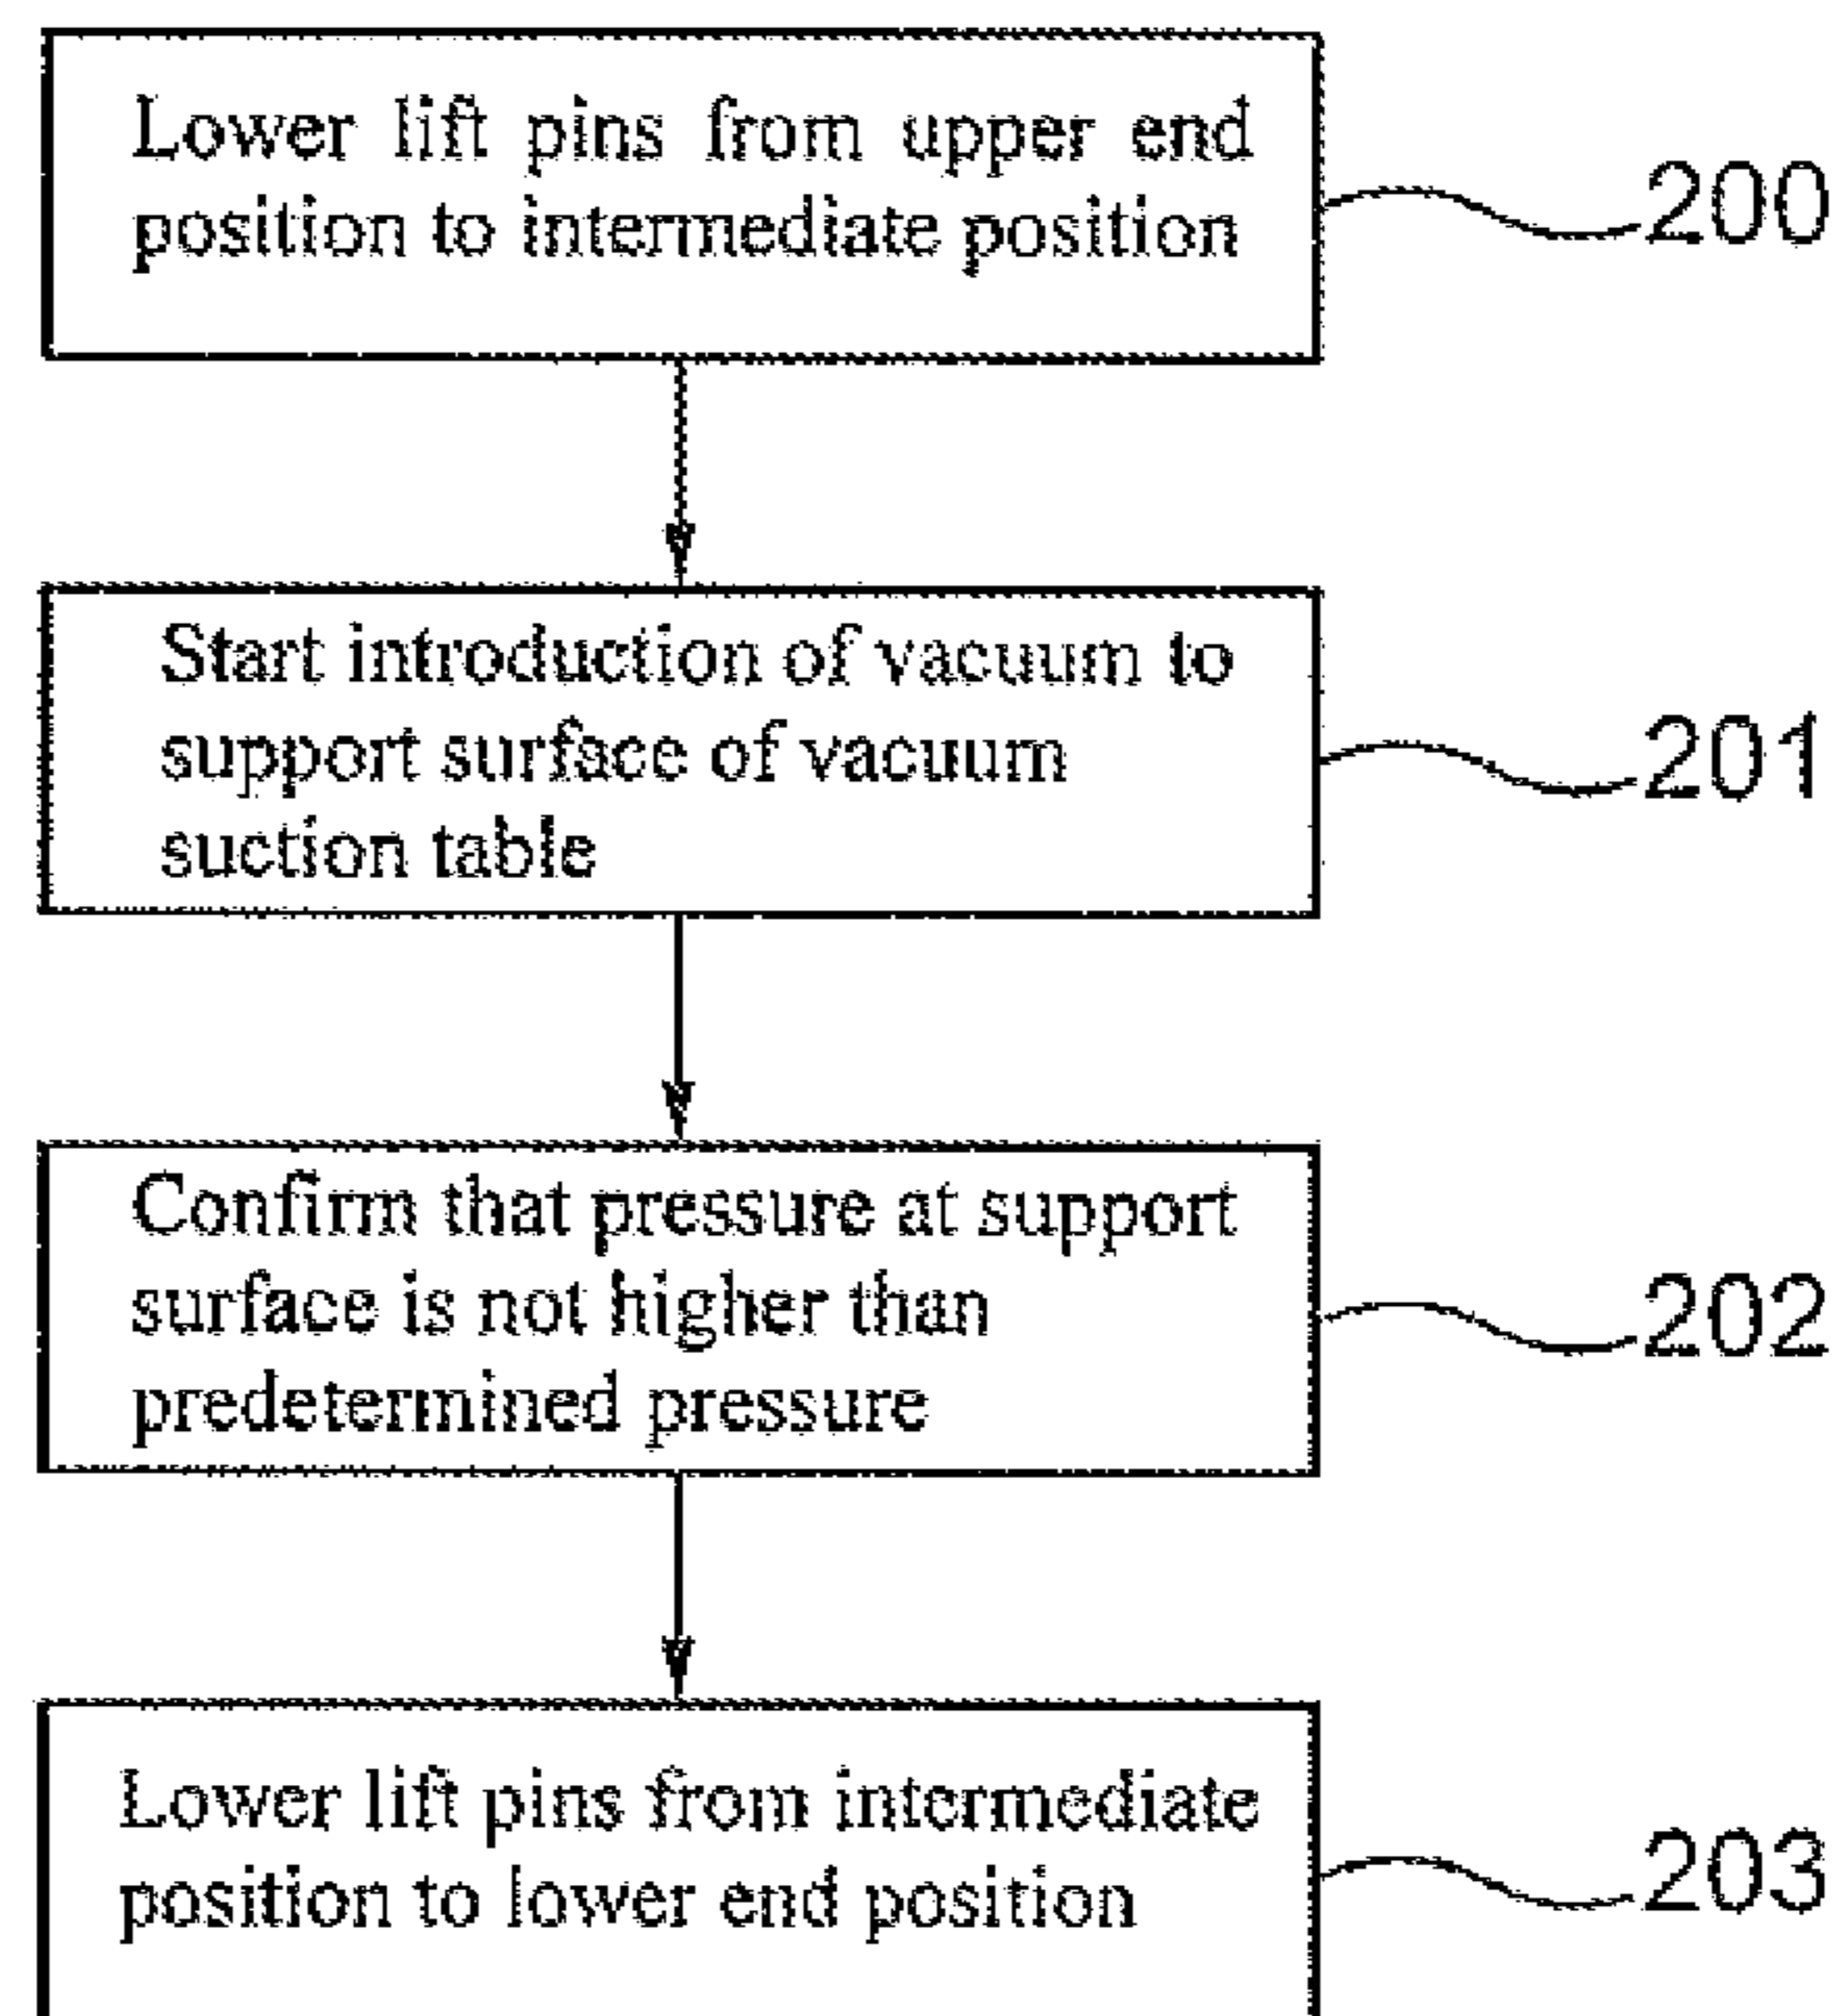 Lower lift pins from upper end
position to intermediate position
200
Start introduction of vacuum to
support surface of vacuum
suction table
201
Confirm that pressure at support
surface is not higher than
predetermined pressure
202
Lower lift pins from intermediate
position to lower end position
203